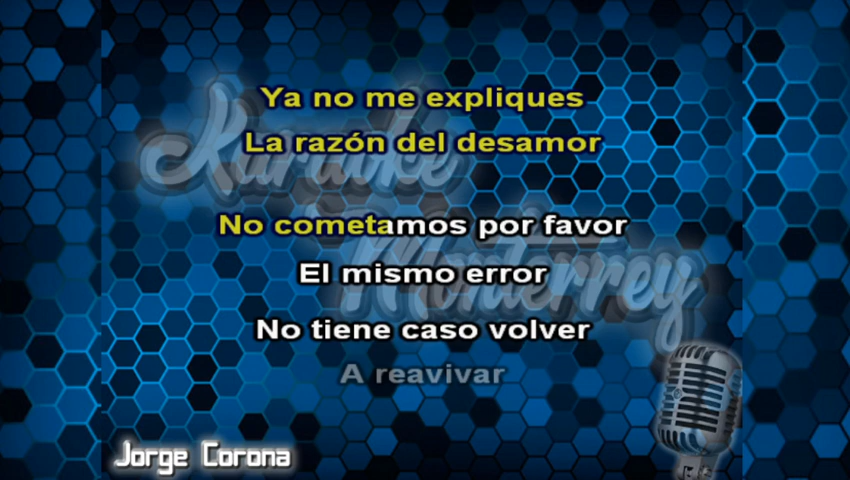 Ya no me expliques
La razón del desamor
No cometamos por favor
El mismo error
No tiene caso volver
A reavivar
Karaoke
Monterrey
Jorge Corona